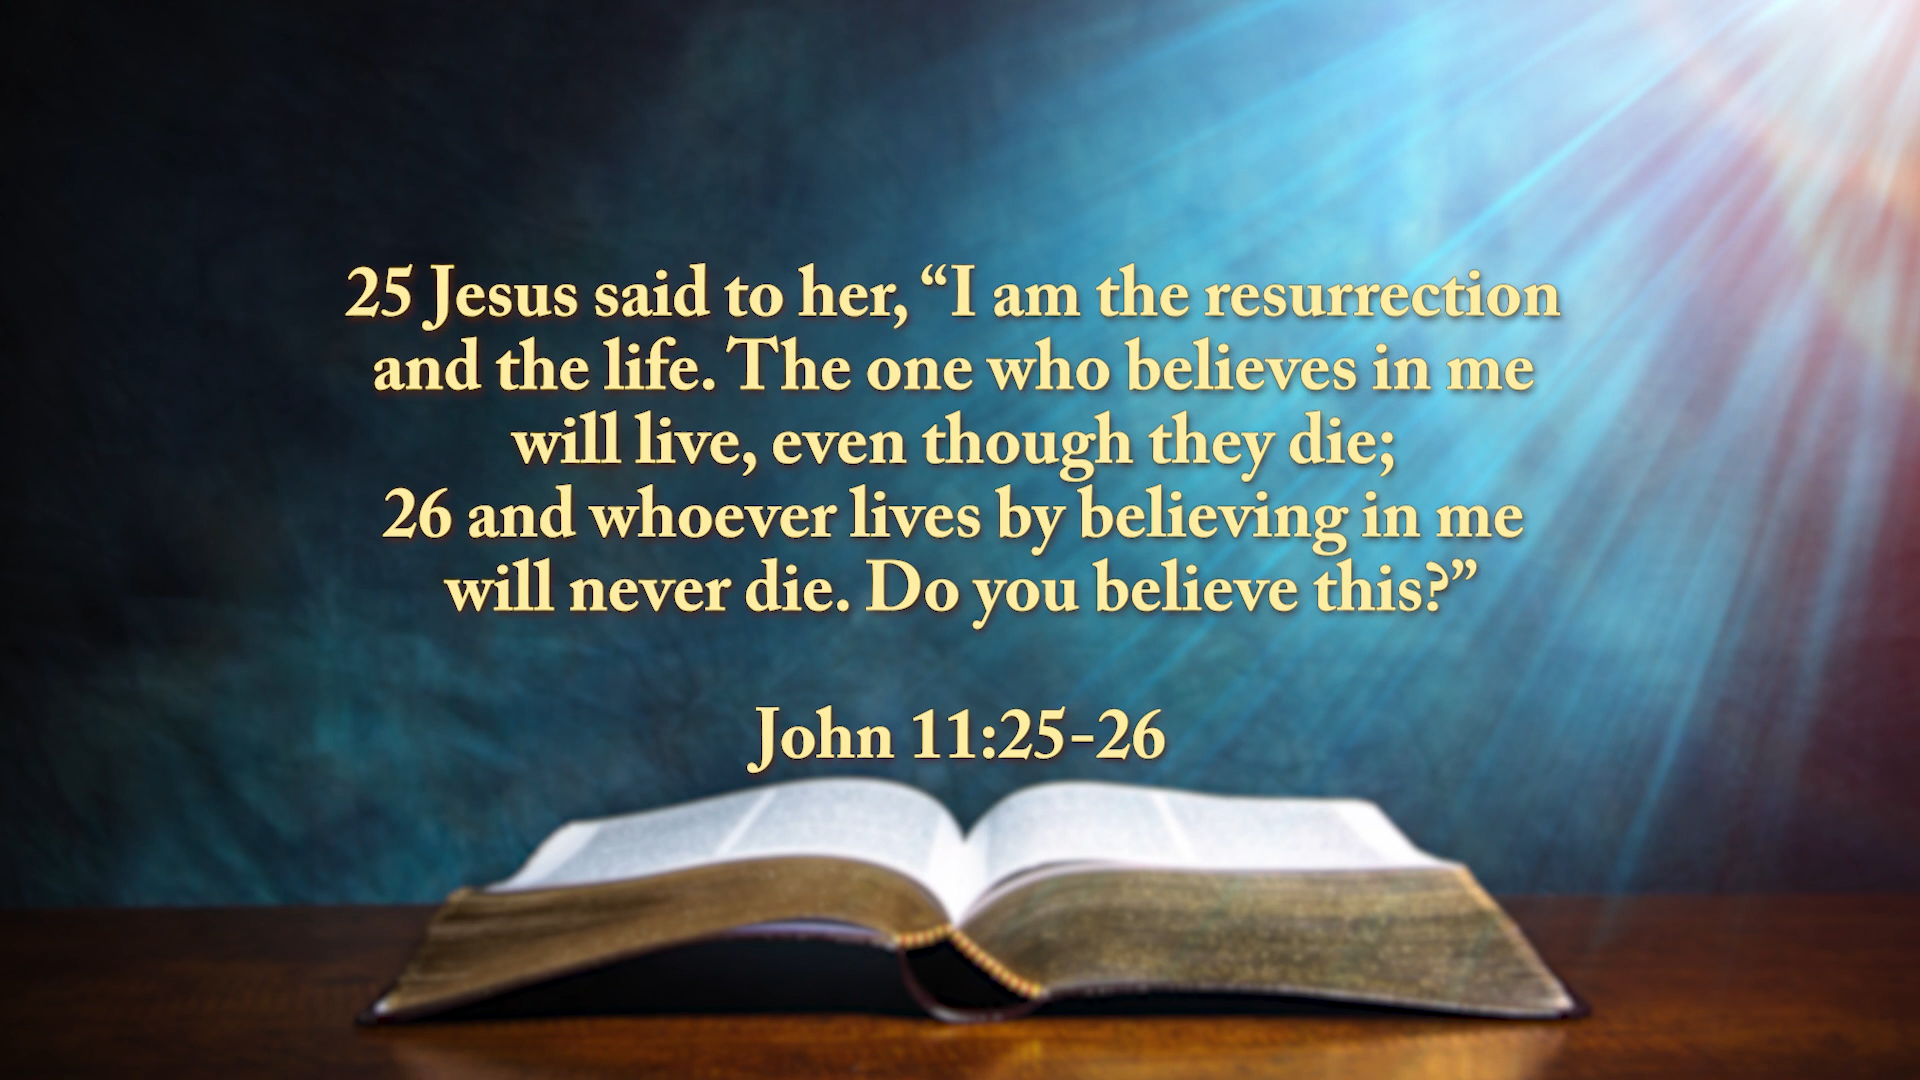 25 Jesus said to her, “I am the resurrection
and the life. The one who believes in me
will live, even though they die;
26 and whoever lives by believing in me
will never die. Do you believe this?”
John 11:25-26